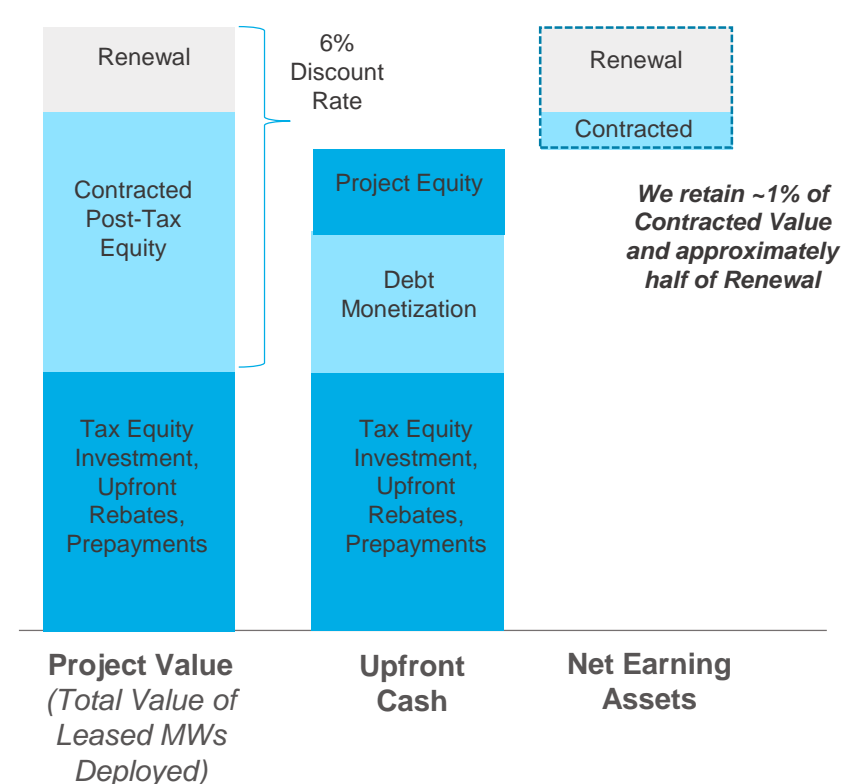 Renewal
Contracted
Post-Tax
Equity
Tax Equity
Investment,
Upfront
Rebates,
Prepayments
6%
Discount
Rate
Project Equity
Debt
Monetization
Tax Equity
Investment,
Upfront
Rebates,
Prepayments
Renewal
Contracted
We retain ~1% of
Contracted Value
and approximately
half of Renewal
Project Value
(Total Value of
Leased MWs
Deployed)
Upfront
Cash
Net Earning
Assets